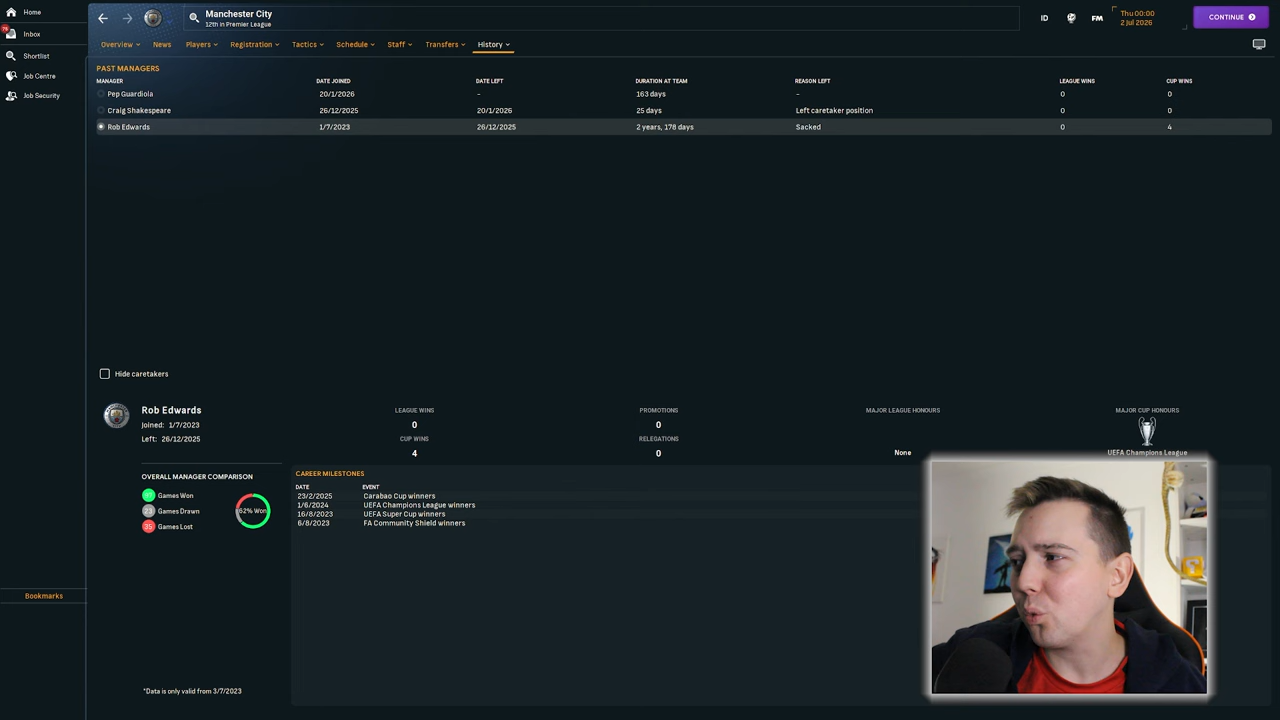 Home
Inbox
Shortlist
Job Centre
Job Security
Bookmarks
Manchester City
12th in Premier League
ID
FM
Thu 00:00
2 Jul 2026
CONTINUE
Overview
News
Players
Registration
Tactics
Schedule
Staff
Transfers
History
PAST MANAGERS
MANAGER DATE JOINED DATE LEFT DURATION AT TEAM REASON LEFT LEAGUE WINS CUP WINS
Pep Guardiola 20/1/2026 - 163 days - 0 0
Craig Shakespeare 26/12/2025 20/1/2026 25 days Left caretaker position 0 0
Rob Edwards 1/7/2023 26/12/2025 2 years, 178 days Sacked 0 4
Hide caretakers
Rob Edwards
Joined: 1/7/2023
Left: 26/12/2025
LEAGUE WINS
0
CUP WINS
4
PROMOTIONS
0
RELEGATIONS
0
MAJOR LEAGUE HONOURS
None
MAJOR CUP HONOURS
UEFA Champions League
OVERALL MANAGER COMPARISON
Games Won
23 Games Drawn
35 Games Lost
62% Won
CAREER MILESTONES
DATE EVENT
23/2/2025 Carabao Cup winners
1/6/2024 UEFA Champions League winners
16/8/2023 UEFA Super Cup winners
6/8/2023 FA Community Shield winners
*Data is only valid from 3/7/2023